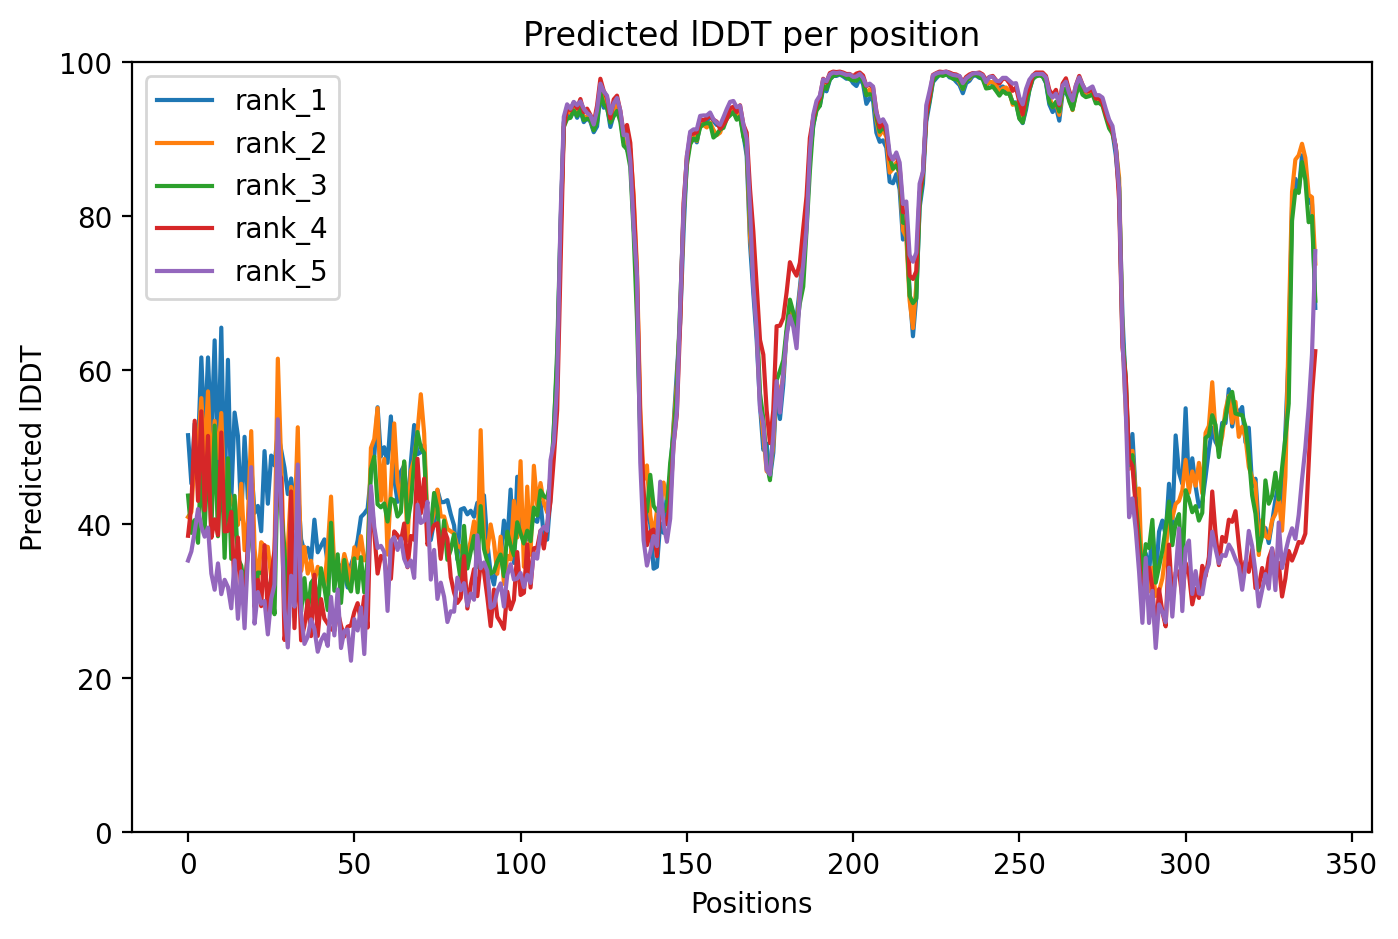 Predicted lDDT per position
100
80
60
40
20
0
Predicted lDDT
rank_1
rank_2
rank_3
rank_4
rank_5
0 50 100 150 200 250 300 350
Positions